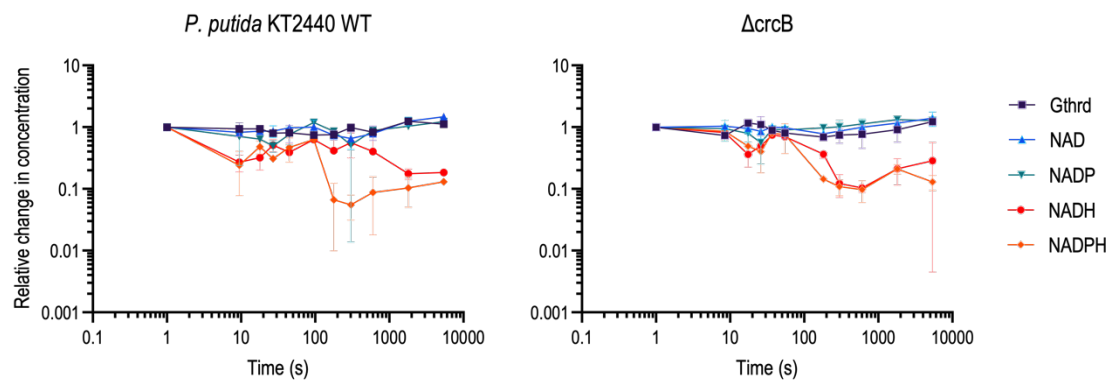 P. putida KT2440 WT
Relative change in concentration
10
1
0.1
0.01
0.001
0.1 1 10 100 1000 10000
Time (s)
ΔcrcB
10
1
0.1
0.01
0.001
0.1 1 10 100 1000 10000
Time (s)
Gthrd
NAD
NADP
NADH
NADPH